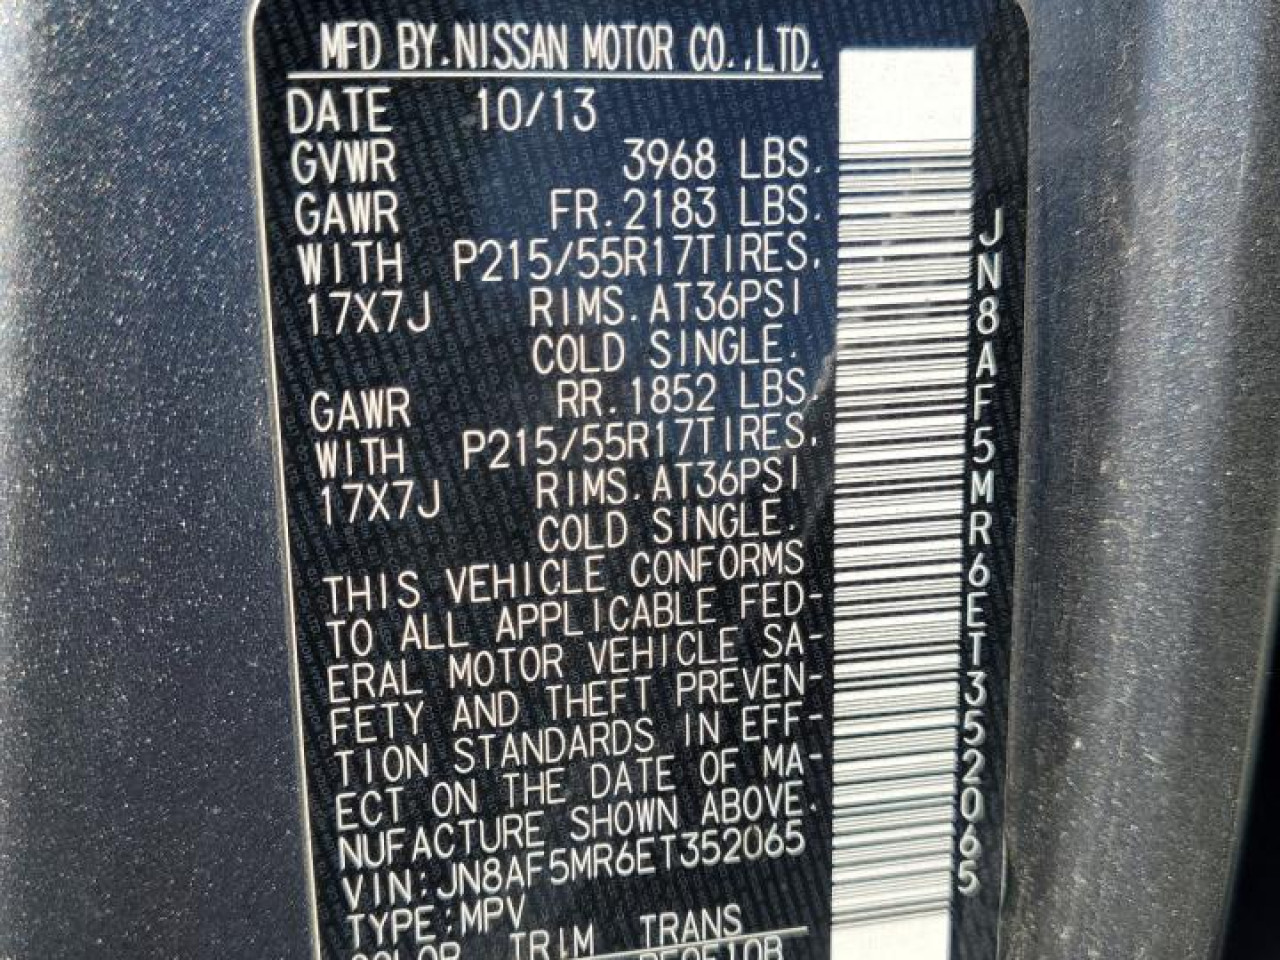 MFD BY.NISSAN MOTOR CO.,LTD.
DATE 10/13
GVWR 3968 LBS.
GAWR FR.2183 LBS.
WITH P215/55R17TIRES.
17X7J RIMS.AT36PSI
COLD SINGLE.
GAWR RR.1852 LBS.
WITH P215/55R17TIRES.
17X7J RIMS.AT36PSI
COLD SINGLE.
THIS VEHICLE CONFORMS
TO ALL APPLICABLE FED-
ERAL MOTOR VEHICLE SA-
FETY AND THEFT PREVEN-
TION STANDARDS IN EFF-
ECT ON THE DATE OF MA-
NUFACTURE SHOWN ABOVE.
VIN:JN8AF5MR6ET352065
TYPE:MPV
COLOR TRIM TRANS
JN8AF5MR6ET352065